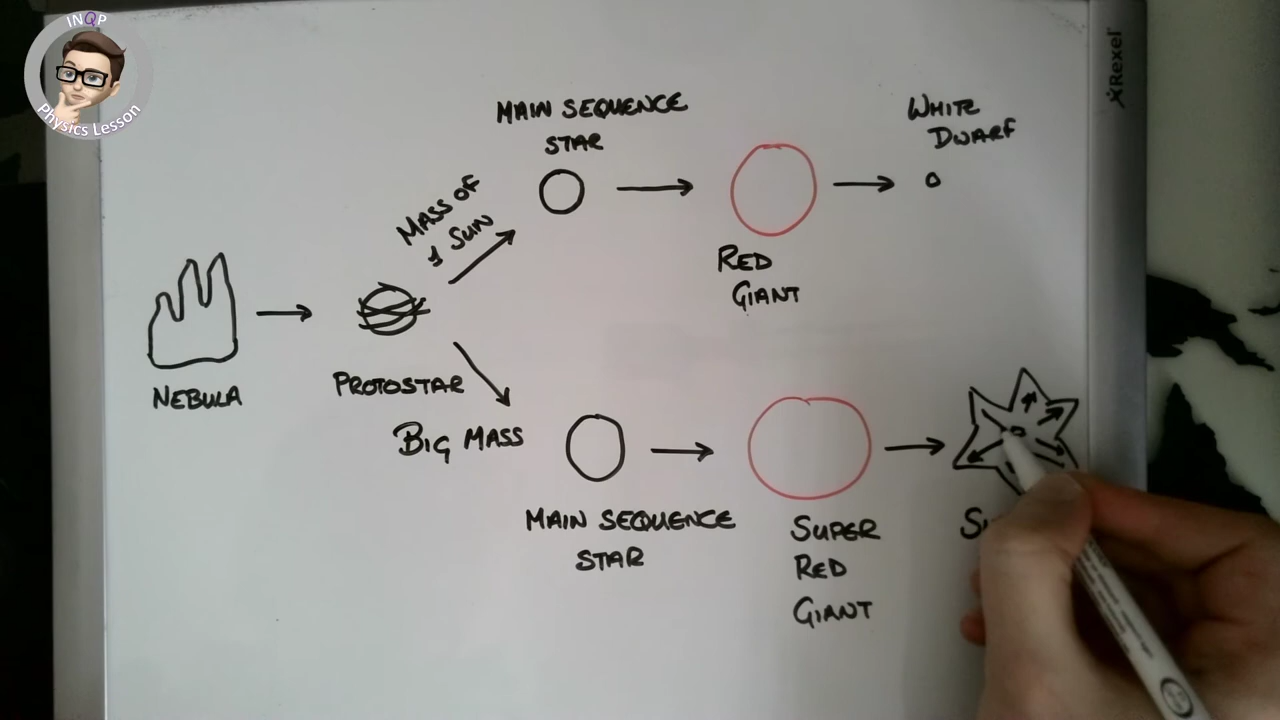 INQP
Physics Lesson
Rexel
MAIN SEQUENCE
STAR
WHITE
DWARF
MASS OF
1 SUN
RED
GIANT
NEBULA
PROTOSTAR
BIG MASS
MAIN SEQUENCE
STAR
SUPER
RED
GIANT